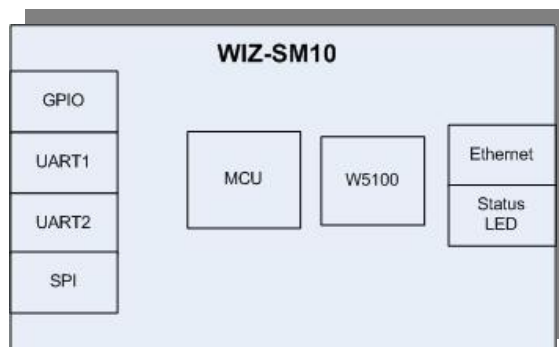 WIZ-SM10
GPIO
UART1
UART2
SPI
MCU
W5100
Ethernet
Status
LED